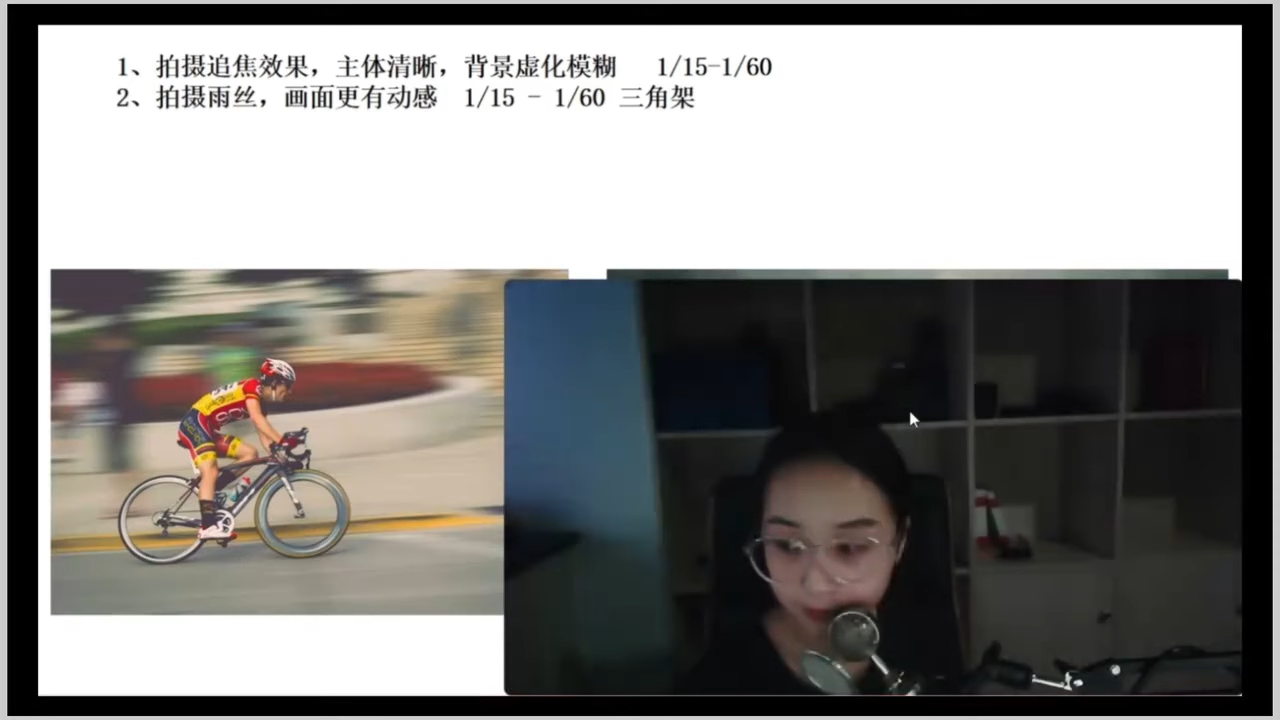 1、拍摄追焦效果，主体清晰，背景虚化模糊 1/15-1/60
2、拍摄雨丝，画面更有动感 1/15 - 1/60 三角架